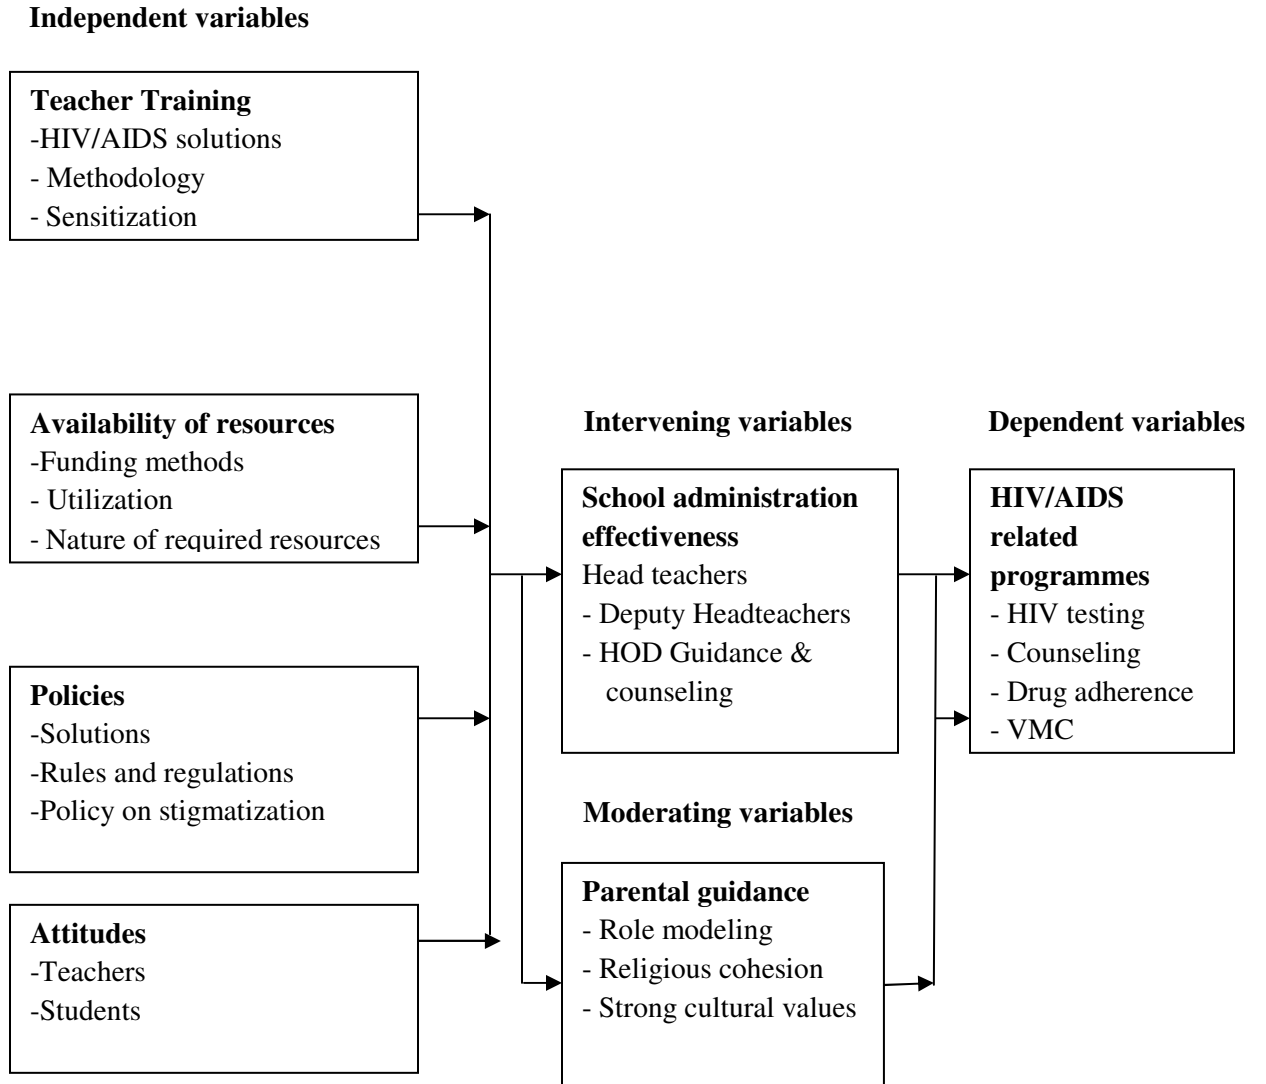 Independent variables
Teacher Training
-HIV/AIDS solutions
- Methodology
- Sensitization
Availability of resources
-Funding methods
- Utilization
- Nature of required resources
Policies
-Solutions
-Rules and regulations
-Policy on stigmatization
Attitudes
-Teachers
-Students
Intervening variables
School administration
effectiveness
Head teachers
- Deputy Headteachers
- HOD Guidance &
counseling
Moderating variables
Parental guidance
- Role modeling
- Religious cohesion
- Strong cultural values
Dependent variables
HIV/AIDS
related
programmes
- HIV testing
- Counseling
- Drug adherence
- VMC